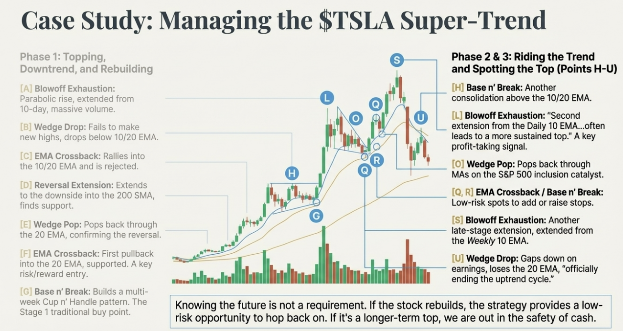 Case Study: Managing the $TSLA Super-Trend
Phase 1: Topping,
Downtrend, and Rebuilding
[A] Blowoff Exhaustion:
Parabolic rise, extended from
10-day, massive volume.
[B] Wedge Drop: Fails to make
new highs, drops below 10/20 EMA.
[C] EMA Crossback: Rallies into
the 10/20 EMA and is rejected.
[D] Reversal Extension: Extends
to the downside into the 200 SMA,
finds support.
[E] Wedge Pop: Pops back through
the 20 EMA, confirming the reversal.
[F] EMA Crossback: First pullback
into the 20 EMA, supported. A key
risk/reward entry.
[G] Base n' Break: Builds a multi-
week Cup n' Handle pattern. The
Stage 1 traditional buy point.
S
L
O
Q
U
H
Q
R
G
Phase 2 & 3: Riding the Trend
and Spotting the Top (Points H-U)
[H] Base n' Break: Another
consolidation above the 10/20 EMA.
[L] Blowoff Exhaustion: "Second
extension from the Daily 10 EMA...often
leads to a more sustained top." A key
profit-taking signal.
[O] Wedge Pop: Pops back through
MAs on the S&P 500 inclusion catalyst.
[Q, R] EMA Crossback / Base n' Break:
Low-risk spots to add or raise stops.
[S] Blowoff Exhaustion: Another
late-stage extension, extended from
the Weekly 10 EMA.
[U] Wedge Drop: Gaps down on
earnings, loses the 20 EMA, "officially
ending the uptrend cycle."
Knowing the future is not a requirement. If the stock rebuilds, the strategy provides a low-
risk opportunity to hop back on. If it's a longer-term top, we are out in the safety of cash.